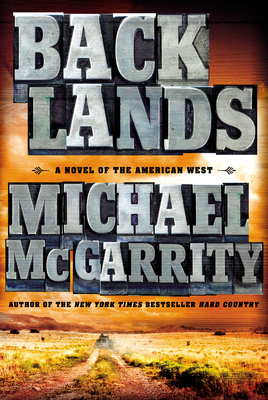 BACK
LANDS
A NOVEL OF THE AMERICAN WEST
MICHAEL
McGARRITY
AUTHOR OF THE NEW YORK TIMES BESTSELLER HARD COUNTRY